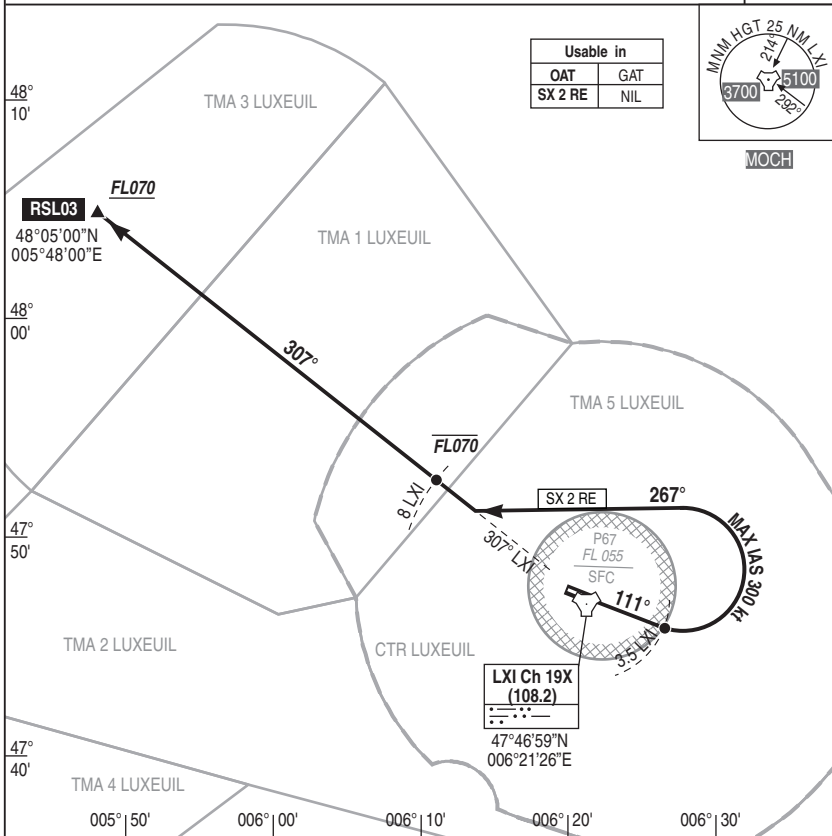 MNM HGT 25 NM LXI
214°
3700
5100
292°
MOCH
Usable in
OAT GAT
SX 2 RE NIL
48°
10'
TMA 3 LUXEUIL
FL070
RSL03
48°05'00"N
005°48'00"E
TMA 1 LUXEUIL
48°
00'
307°
TMA 5 LUXEUIL
FL070
8 LXI
SX 2 RE
267°
47°
50'
307° LXI
P67
FL 055
SFC
MAX IAS 300 kt
111°
3.5 LXI
TMA 2 LUXEUIL
CTR LUXEUIL
LXI Ch 19X
(108.2)
47°46'59"N
006°21'26"E
47°
40'
TMA 4 LUXEUIL
005°50'
006°00'
006°10'
006°20'
006°30'